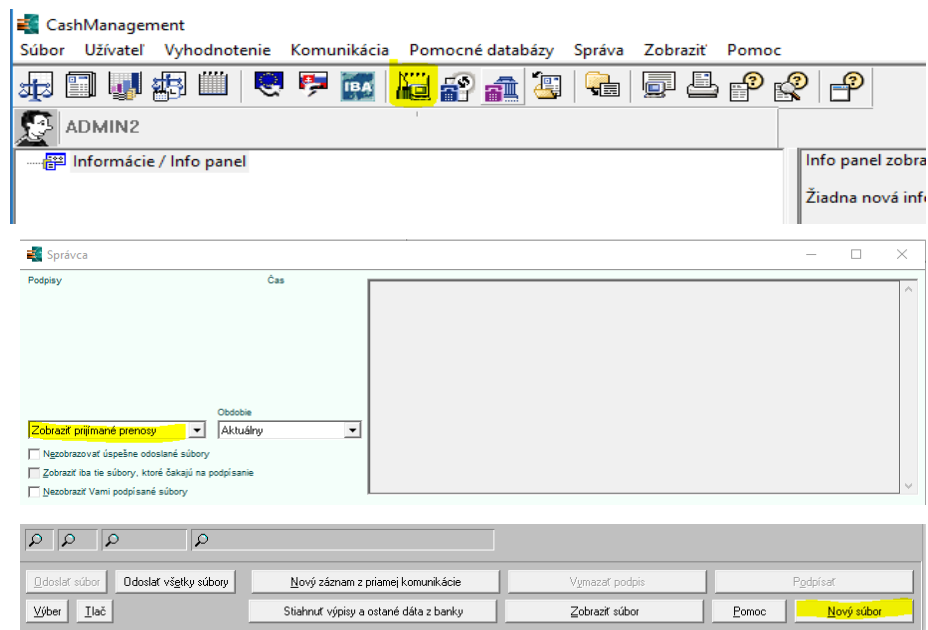 CashManagement
Súbor Užívateľ Vyhodnotenie Komunikácia Pomocné databázy Správa Zobraziť Pomoc
IBA
ADMIN2
Informácie / Info panel
Info panel zobra
Žiadna nová inf
Správca
Podpisy Čas
Obdobie
Zobraziť prijímané prenosy Aktuálny
Nezobrazovať úspešne odoslané súbory
Zobraziť iba tie súbory, ktoré čakajú na podpísanie
Nezobraziť Vami podpísané súbory
Odoslať súbor Odoslať všetky súbory Nový záznam z priamej komunikácie Vymazať podpis Podpísať
Výber Tlač Stiahnuť výpisy a ostané dáta z banky Zobraziť súbor Pomoc Nový súbor